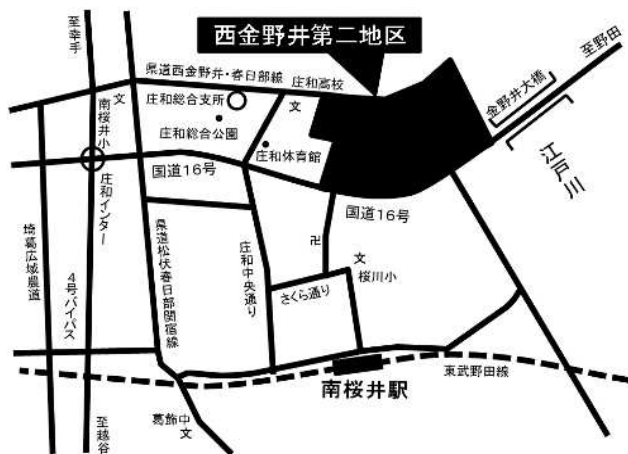 西金野井第二地区
至幸手
至野田
県道西金野井・春日部線
庄和高校
金野井大橋
文
庄和総合支所
文
南桜井小
庄和総合公園
庄和体育館
江戸川
国道16号
庄和インター
国道16号
埼葛広域農道
4号バイパス
県道松伏春日部関宿線
庄和中央通り
卍
文
桜川小
さくら通り
南桜井駅
東武野田線
葛飾中
文
至越谷